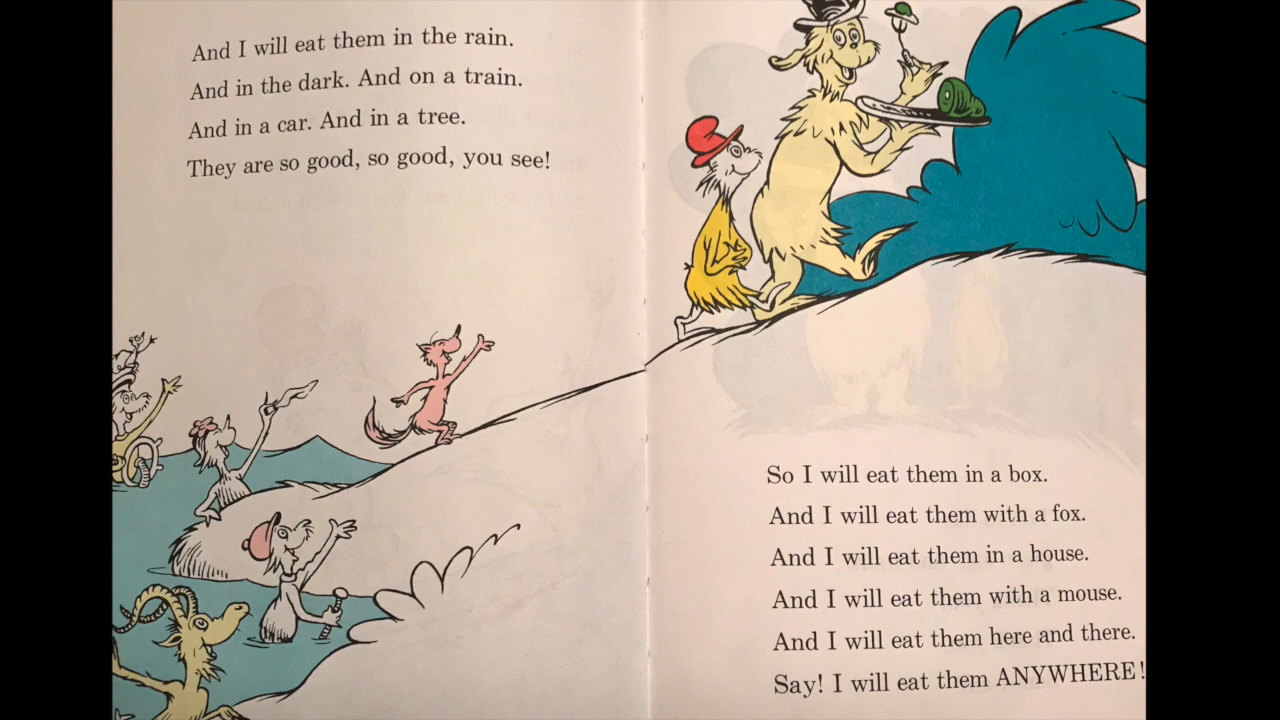 And I will eat them in the rain.
And in the dark. And on a train.
And in a car. And in a tree.
They are so good, so good, you see!
So I will eat them in a box.
And I will eat them with a fox.
And I will eat them in a house.
And I will eat them with a mouse.
And I will eat them here and there.
Say! I will eat them ANYWHERE!